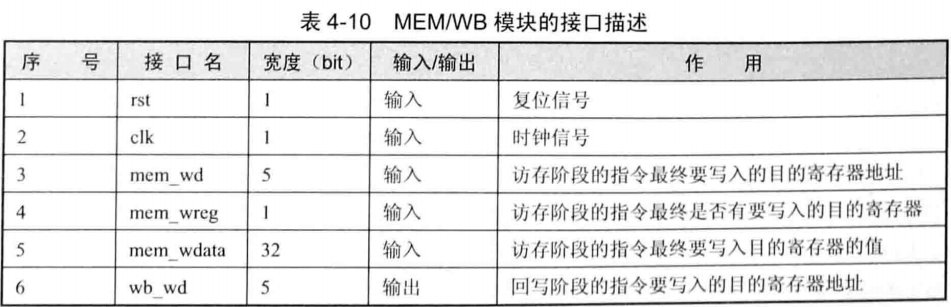 表 4-10 MEM/WB 模块的接口描述
序 号 接 口 名 宽度（bit） 输入/输出 作 用
1 rst 1 输入 复位信号
2 clk 1 输入 时钟信号
3 mem_wd 5 输入 访存阶段的指令最终要写入的目的寄存器地址
4 mem_wreg 1 输入 访存阶段的指令最终是否有要写入的目的寄存器
5 mem_wdata 32 输入 访存阶段的指令最终要写入目的寄存器的值
6 wb_wd 5 输出 回写阶段的指令要写入的目的寄存器地址